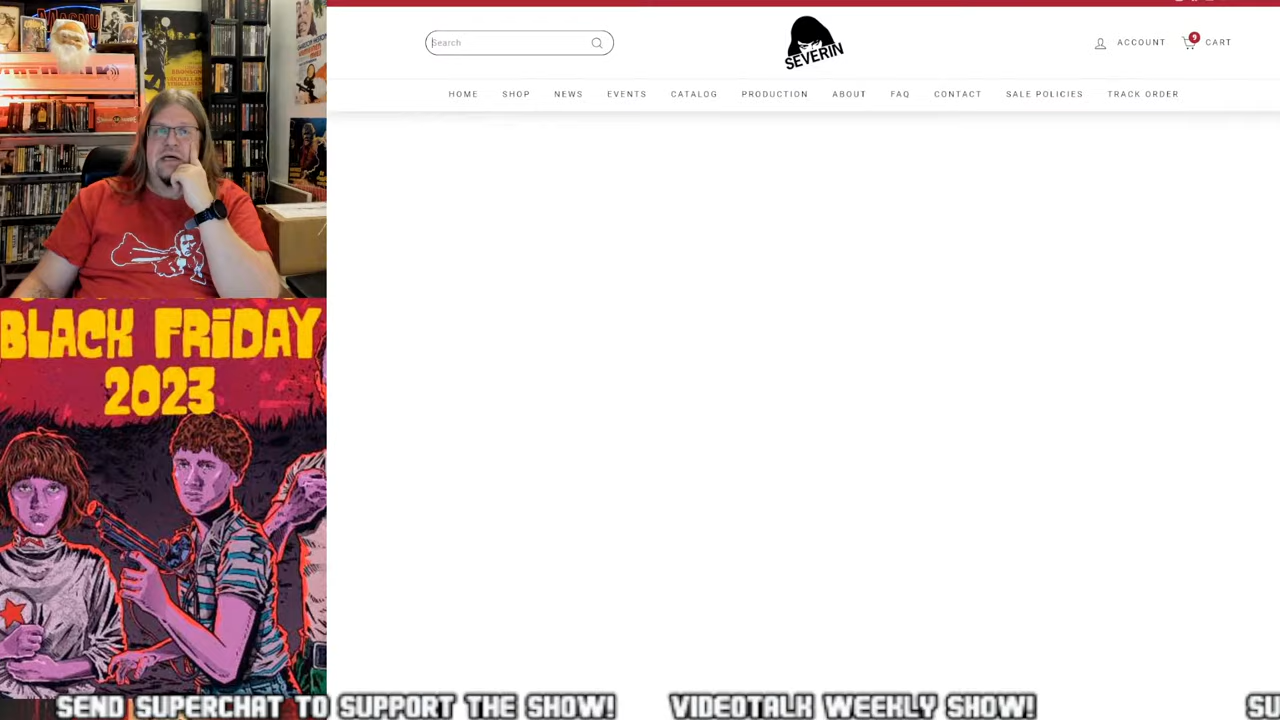 Search
SEVERIN
ACCOUNT
9
CART
HOME
SHOP
NEWS
EVENTS
CATALOG
PRODUCTION
ABOUT
FAQ
CONTACT
SALE POLICIES
TRACK ORDER
BLACK FRiDAY
2023
SEND SUPERCHAT TO SUPPORT THE SHOW!
VIDEOTALK WEEKLY SHOW!
SU